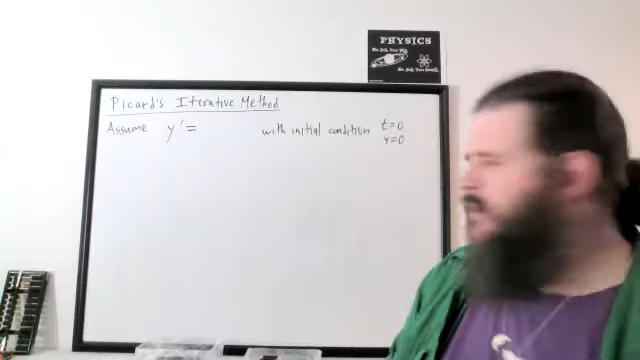 PHYSICS
Picard's Iterative Method
Assume y' = with initial condition t=0
y=0